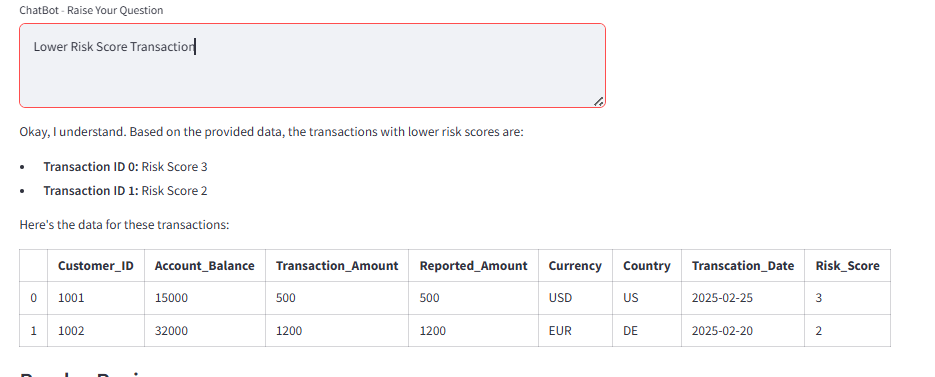 ChatBot - Raise Your Question
Lower Risk Score Transaction
Okay, I understand. Based on the provided data, the transactions with lower risk scores are:
• Transaction ID 0: Risk Score 3
• Transaction ID 1: Risk Score 2
Here's the data for these transactions:
Customer_ID Account_Balance Transaction_Amount Reported_Amount Currency Country Transcation_Date Risk_Score
0 1001 15000 500 500 USD US 2025-02-25 3
1 1002 32000 1200 1200 EUR DE 2025-02-20 2